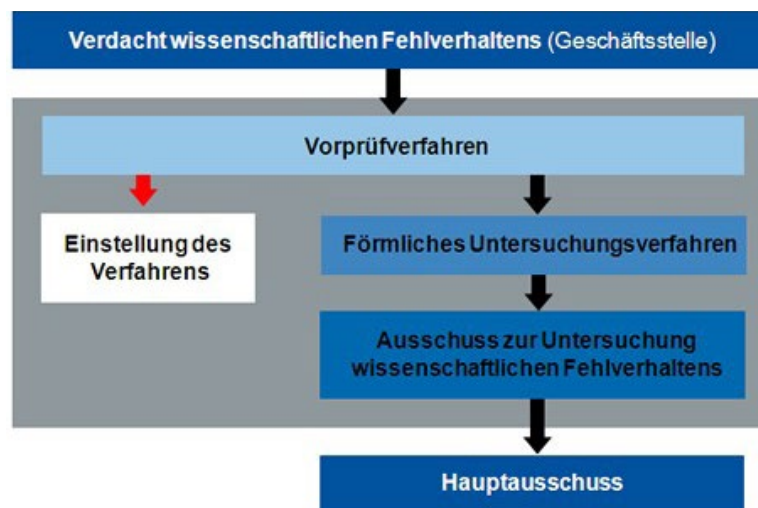 Verdacht wissenschaftlichen Fehlverhaltens (Geschäftsstelle)
Vorprüfverfahren
Einstellung des
Verfahrens
Förmliches Untersuchungsverfahren
Ausschuss zur Untersuchung
wissenschaftlichen Fehlverhaltens
Hauptausschuss